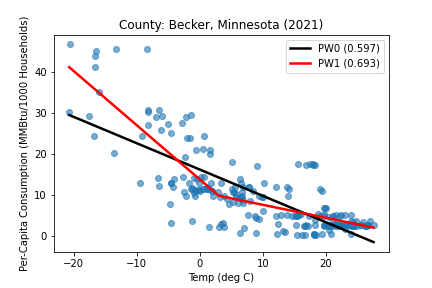 County: Becker, Minnesota (2021)
PW0 (0.597)
PW1 (0.693)
Per-Capita Consumption (MMBtu/1000 Households)
40
30
20
10
0
−20 −10 0 10 20
Temp (deg C)